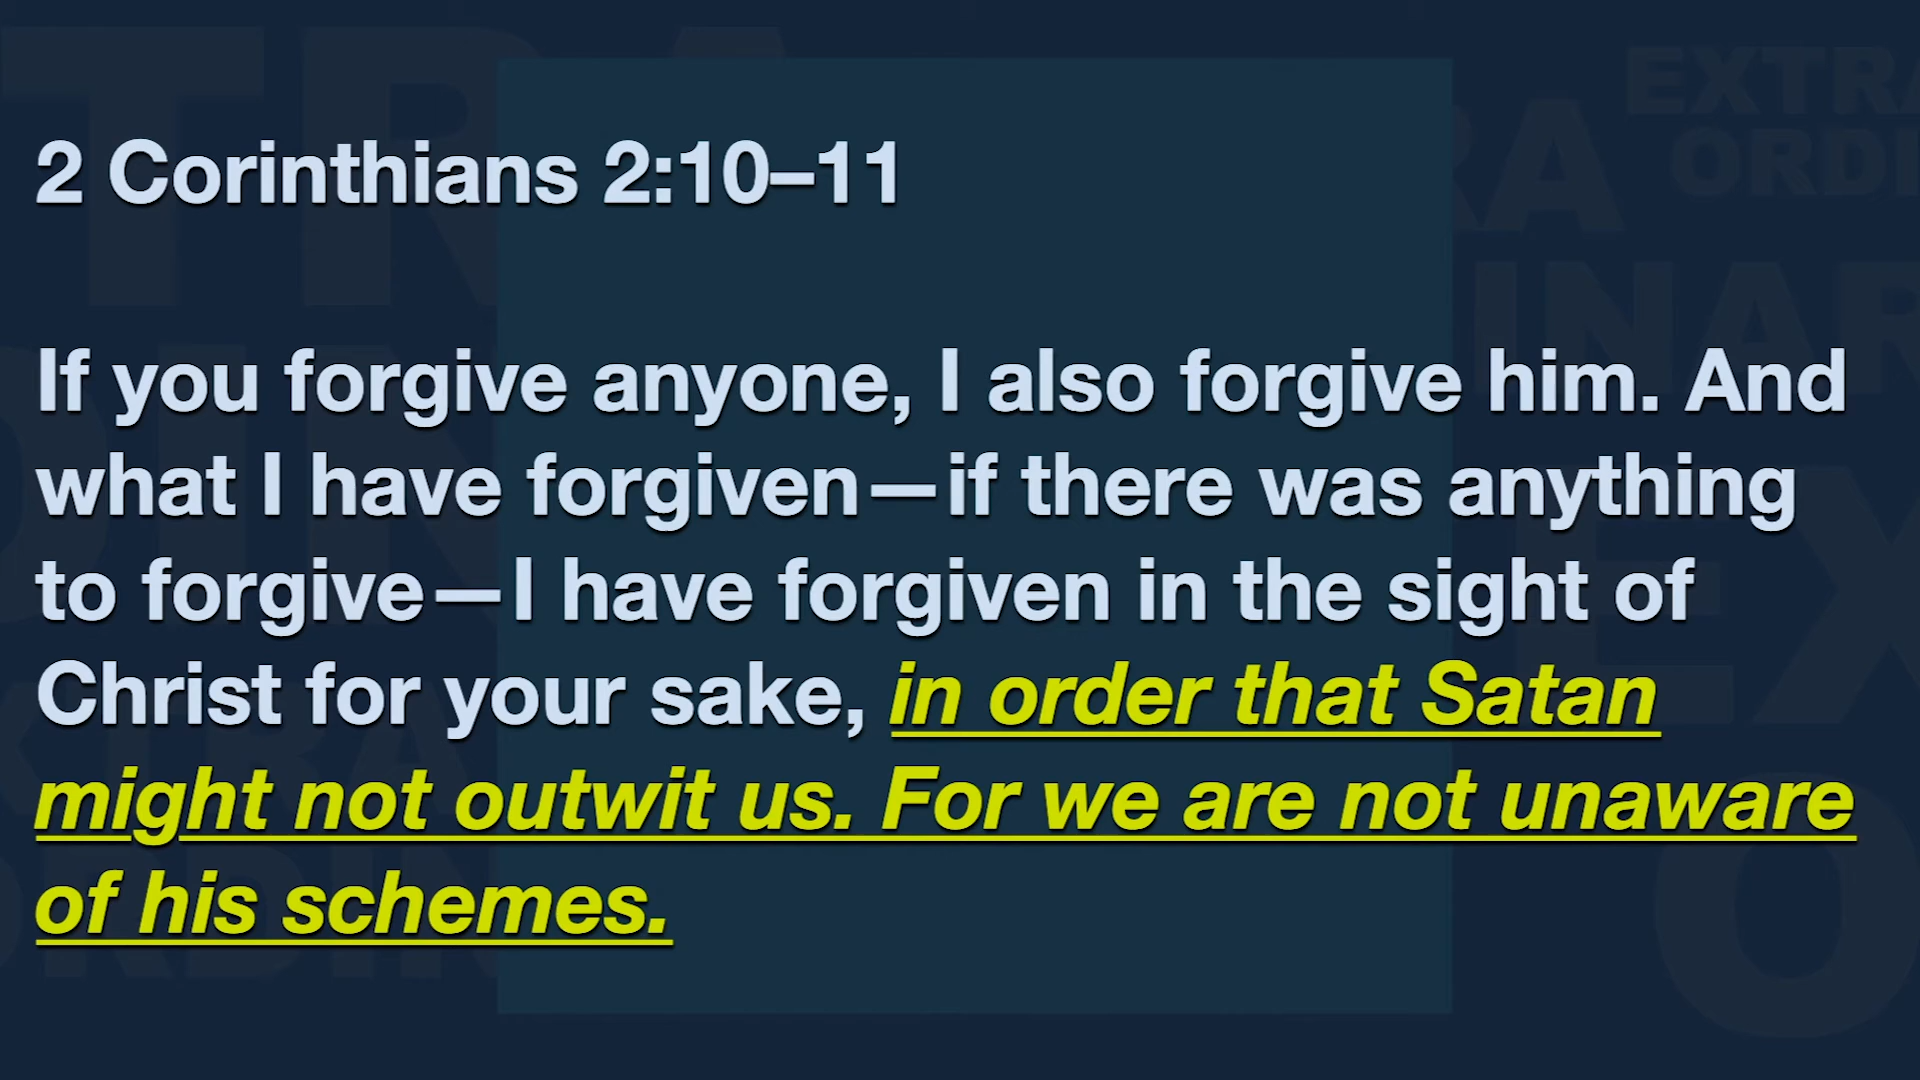 2 Corinthians 2:10–11
If you forgive anyone, I also forgive him. And
what I have forgiven—if there was anything
to forgive—I have forgiven in the sight of
Christ for your sake, in order that Satan
might not outwit us. For we are not unaware
of his schemes.